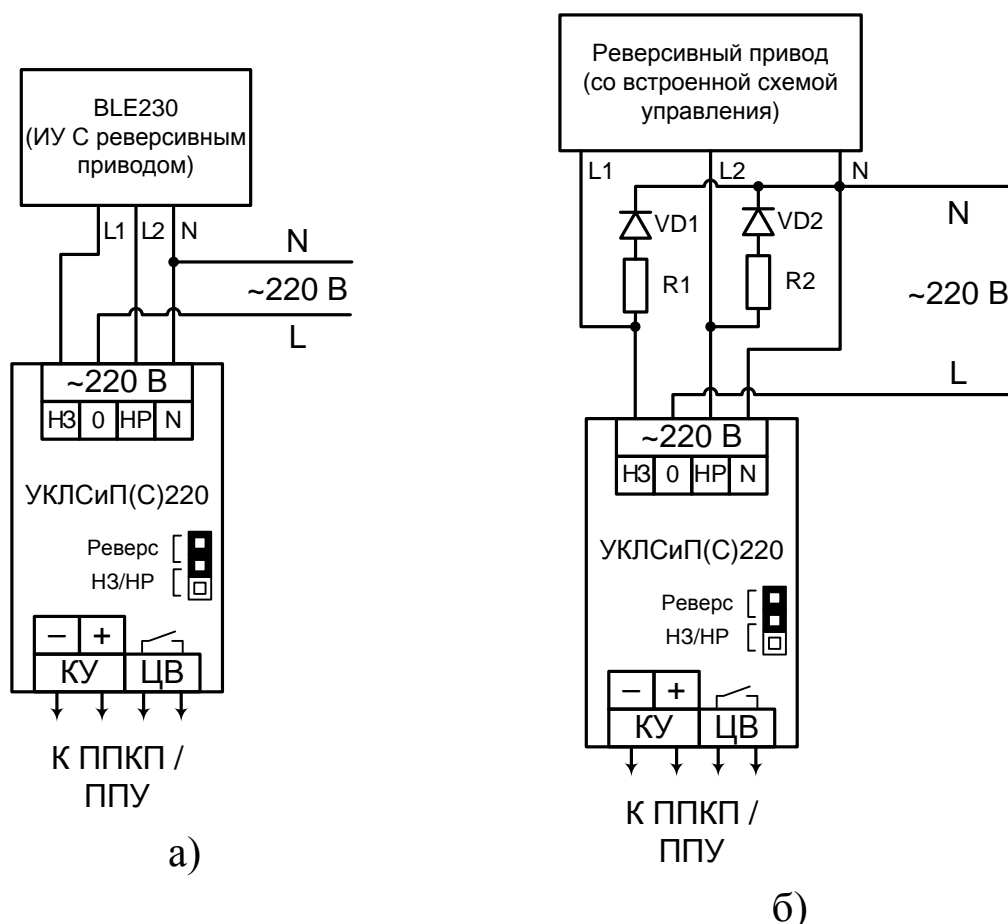 BLE230
(ИУ С реверсивным
приводом)
L1 L2 N
N
~220 В
L
~220 В
НЗ 0 НР N
УКЛСиП(С)220
Реверс
НЗ/НР
– +
КУ ЦВ
К ППКП /
ППУ
а)
Реверсивный привод
(со встроенной схемой
управления)
L1 L2 N
N
VD1 VD2
R1 R2
~220 В
L
~220 В
НЗ 0 НР N
УКЛСиП(С)220
Реверс
НЗ/НР
– +
КУ ЦВ
К ППКП /
ППУ
б)